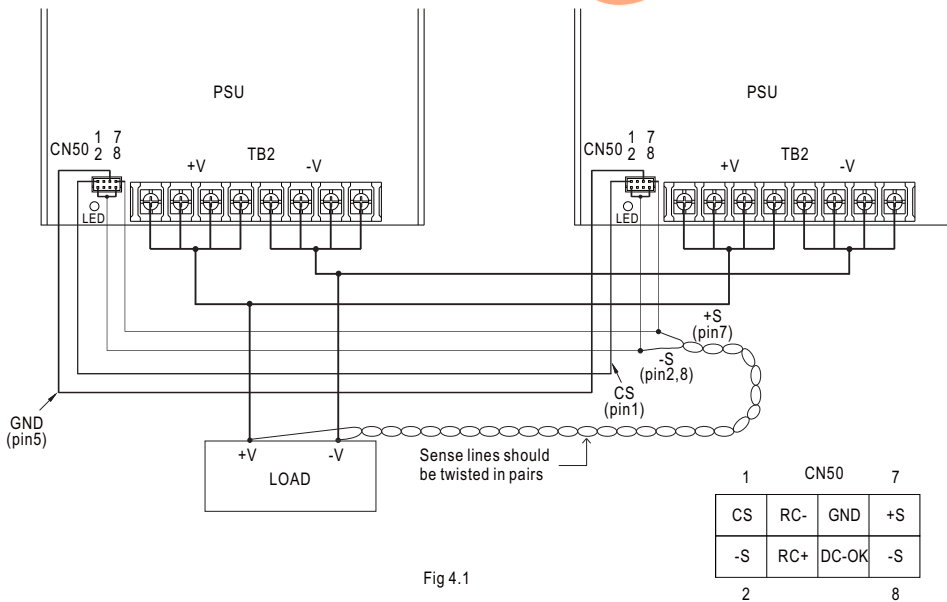 PSU
PSU
1 7
CN50 2 8
+V TB2 -V
LED
1 7
CN50 2 8
+V TB2 -V
LED
+S
(pin7)
-S
(pin2,8)
CS
(pin1)
GND
(pin5)
+V -V
LOAD
Sense lines should
be twisted in pairs
1 CN50 7
CS RC- GND +S
-S RC+ DC-OK -S
2 8
Fig 4.1